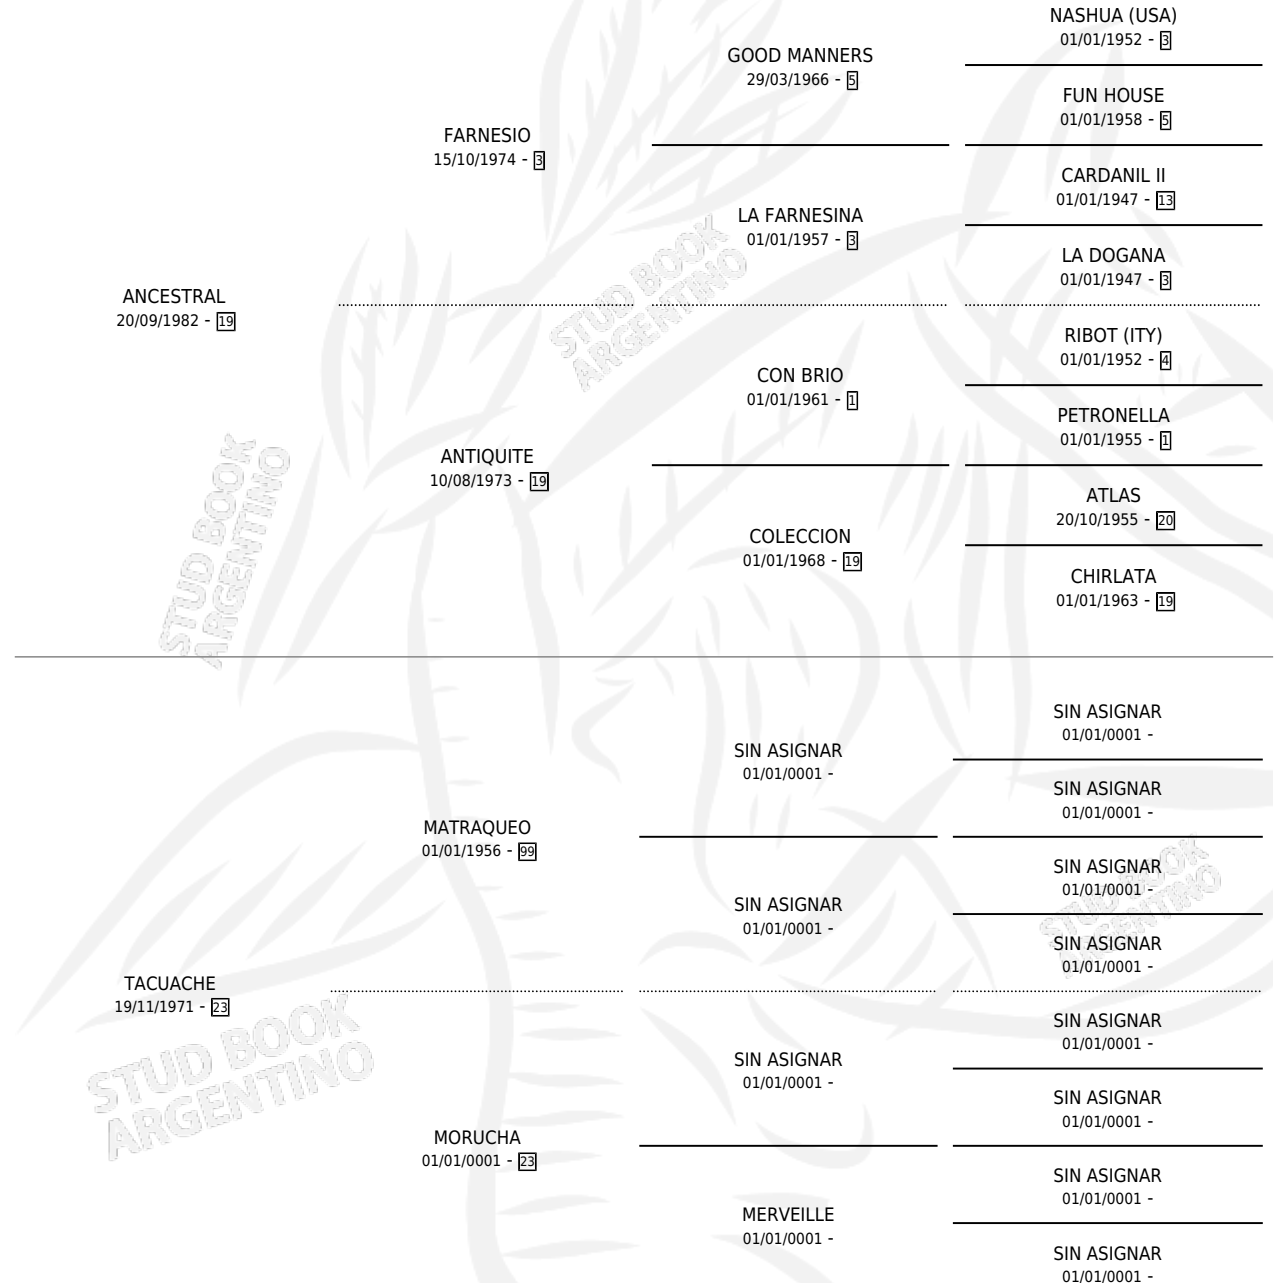 NASHUA (USA)
01/01/1952 - 3
GOOD MANNERS
29/03/1966 - 5
FUN HOUSE
01/01/1958 - 5
FARNESIO
15/10/1974 - 3
CARDANIL II
01/01/1947 - 13
LA FARNESINA
01/01/1957 - 3
LA DOGANA
01/01/1947 - 3
ANCESTRAL
20/09/1982 - 19
RIBOT (ITY)
01/01/1952 - 4
CON BRIO
01/01/1961 - 1
PETRONELLA
01/01/1955 - 1
ANTIQUITE
10/08/1973 - 19
ATLAS
20/10/1955 - 20
COLECCION
01/01/1968 - 19
CHIRLATA
01/01/1963 - 19
STUD BOOK
ARGENTINO
STUD BOOK
ARGENTINO
SIN ASIGNAR
01/01/0001 -
SIN ASIGNAR
01/01/0001 -
SIN ASIGNAR
01/01/0001 -
MATRAQUEO
01/01/1956 - 99
SIN ASIGNAR
01/01/0001 -
SIN ASIGNAR
01/01/0001 -
SIN ASIGNAR
01/01/0001 -
TACUACHE
19/11/1971 - 23
SIN ASIGNAR
01/01/0001 -
SIN ASIGNAR
01/01/0001 -
SIN ASIGNAR
01/01/0001 -
MORUCHA
01/01/0001 - 23
SIN ASIGNAR
01/01/0001 -
MERVEILLE
01/01/0001 -
SIN ASIGNAR
01/01/0001 -
STUD BOOK
ARGENTINO
STUD BOOK
ARGENTINO